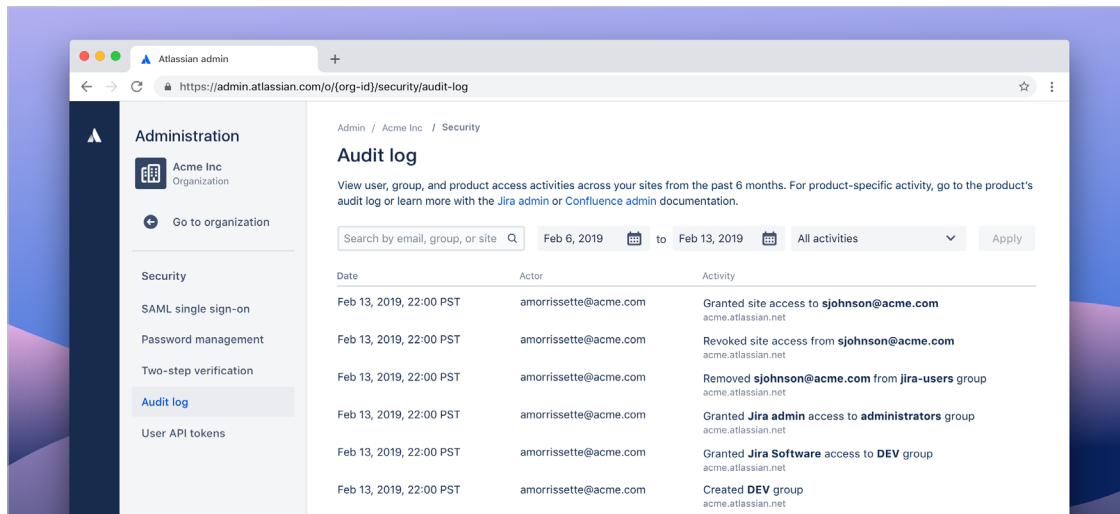 Atlassian admin
https://admin.atlassian.com/o/{org-id}/security/audit-log
Administration
Acme Inc
Organization
Go to organization
Security
SAML single sign-on
Password management
Two-step verification
Audit log
User API tokens
Admin / Acme Inc / Security
Audit log
View user, group, and product access activities across your sites from the past 6 months. For product-specific activity, go to the product's
audit log or learn more with the Jira admin or Confluence admin documentation.
Search by email, group, or site Feb 6, 2019 to Feb 13, 2019 All activities Apply
Date Actor Activity
Feb 13, 2019, 22:00 PST amorrissette@acme.com Granted site access to sjohnson@acme.com
acme.atlassian.net
Feb 13, 2019, 22:00 PST amorrissette@acme.com Revoked site access from sjohnson@acme.com
acme.atlassian.net
Feb 13, 2019, 22:00 PST amorrissette@acme.com Removed sjohnson@acme.com from jira-users group
acme.atlassian.net
Feb 13, 2019, 22:00 PST amorrissette@acme.com Granted Jira admin access to administrators group
acme.atlassian.net
Feb 13, 2019, 22:00 PST amorrissette@acme.com Granted Jira Software access to DEV group
acme.atlassian.net
Feb 13, 2019, 22:00 PST amorrissette@acme.com Created DEV group
acme.atlassian.net